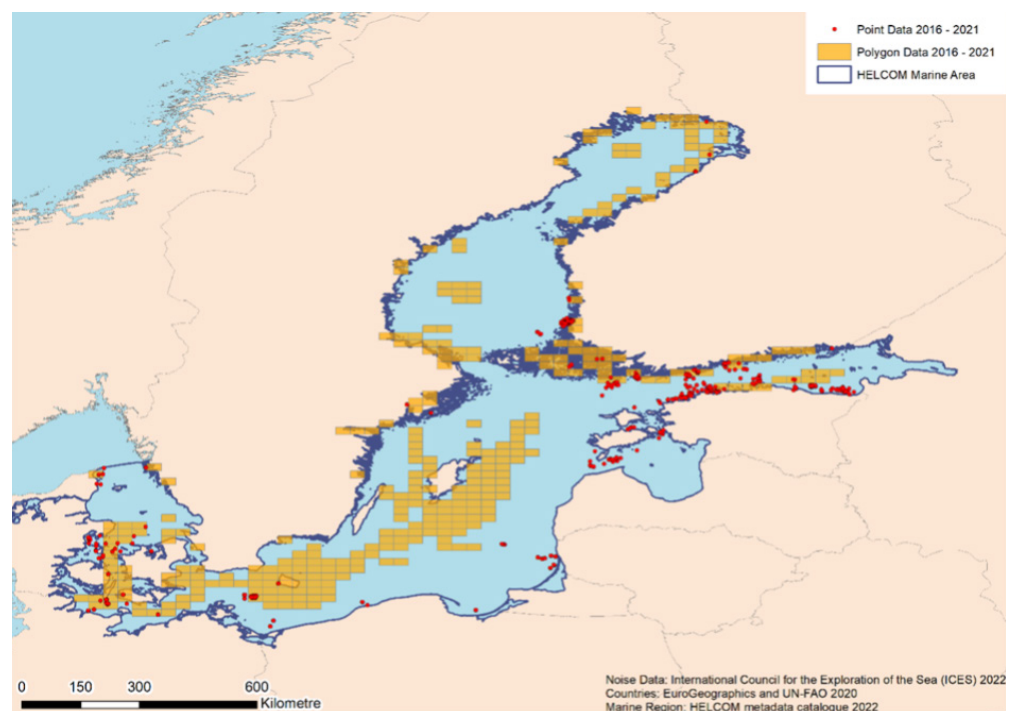 Point Data 2016 - 2021
Polygon Data 2016 - 2021
HELCOM Marine Area
0 150 300 600
Kilometre
Noise Data: International Council for the Exploration of the Sea (ICES) 2022
Countries: EuroGeographics and UN-FAO 2020
Marine Region: HELCOM metadata catalogue 2022